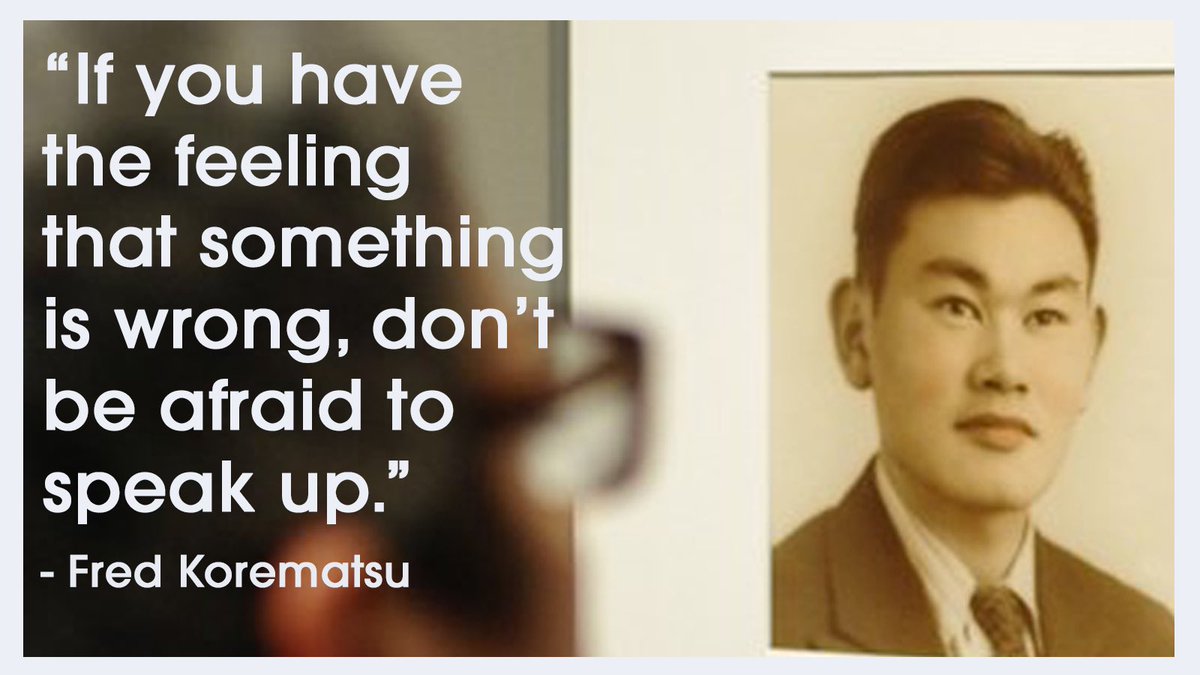 “If you have
the feeling
that something
is wrong, don’t
be afraid to
speak up.”
- Fred Korematsu